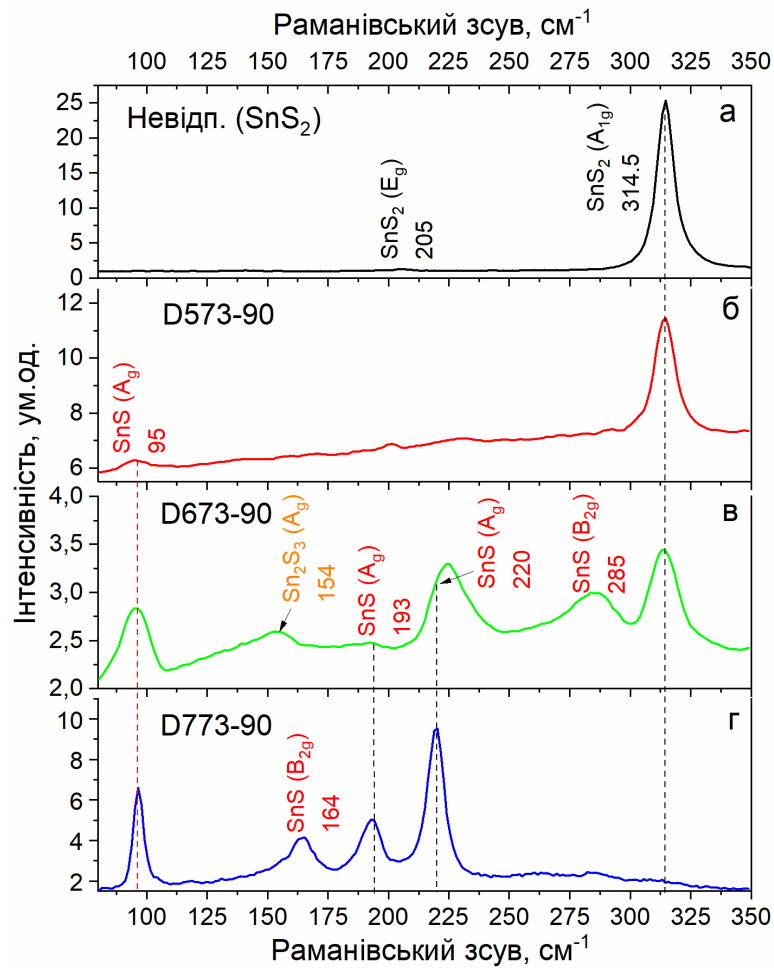 Раманівський зсув, см-1
100 125 150 175 200 225 250 275 300 325 350
Інтенсивність, ум.од.
25
20
15
10
5
0
Невідп. (SnS2)
а
SnS2 (Eg)
205
SnS2 (A1g)
314.5
12
10
8
6
D573-90
б
SnS (Ag)
95
4,0
3,5
3,0
2,5
2,0
D673-90
в
Sn2S3 (Ag)
154
SnS (Ag)
193
SnS (Ag)
220
SnS (B2g)
285
10
8
6
4
2
D773-90
г
SnS (B2g)
164
100 125 150 175 200 225 250 275 300 325 350
Раманівський зсув, см-1